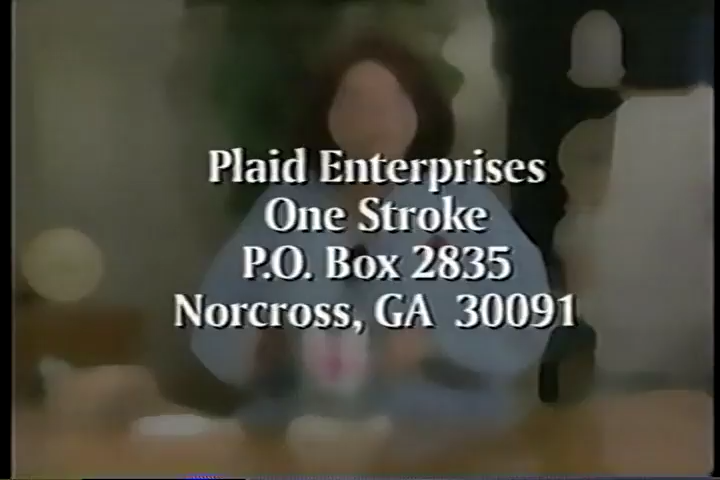 Plaid Enterprises
One Stroke
P.O. Box 2835
Norcross, GA 30091